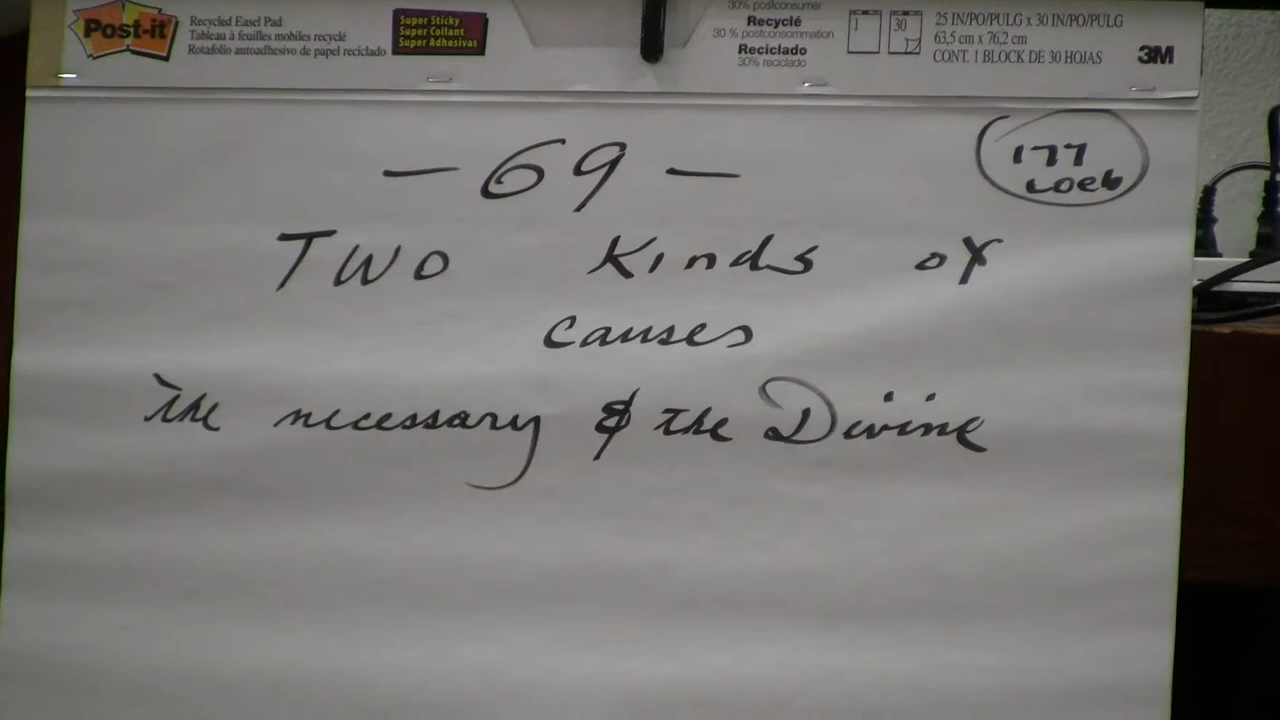 Post-it
Recycled Easel Pad
Tableau à feuilles mobiles recyclé
Rotafolio autoadhesivo de papel reciclado
Super Sticky
Super Collant
Super Adhesivas
30% postconsumer
Recyclé
30 % postconsommation
Reciclado
30% reciclado
1
30
25 IN/PO/PULG x 30 IN/PO/PULG
63,5 cm x 76,2 cm
CONT. 1 BLOCK DE 30 HOJAS
3M
- 69 -
177
Loeb
Two Kinds of
causes
the necessary & the Divine